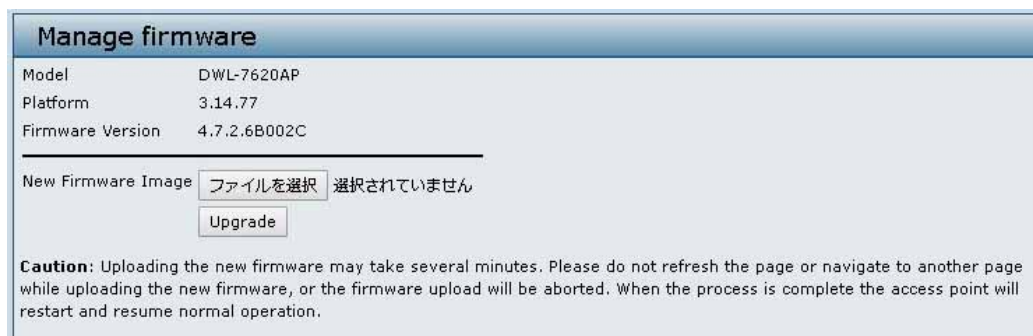 Manage firmware
Model DWL-7620AP
Platform 3.14.77
Firmware Version 4.7.2.6B002C
New Firmware Image ファイルを選択 選択されていません
Upgrade
Caution: Uploading the new firmware may take several minutes. Please do not refresh the page or navigate to another page
while uploading the new firmware, or the firmware upload will be aborted. When the process is complete the access point will
restart and resume normal operation.